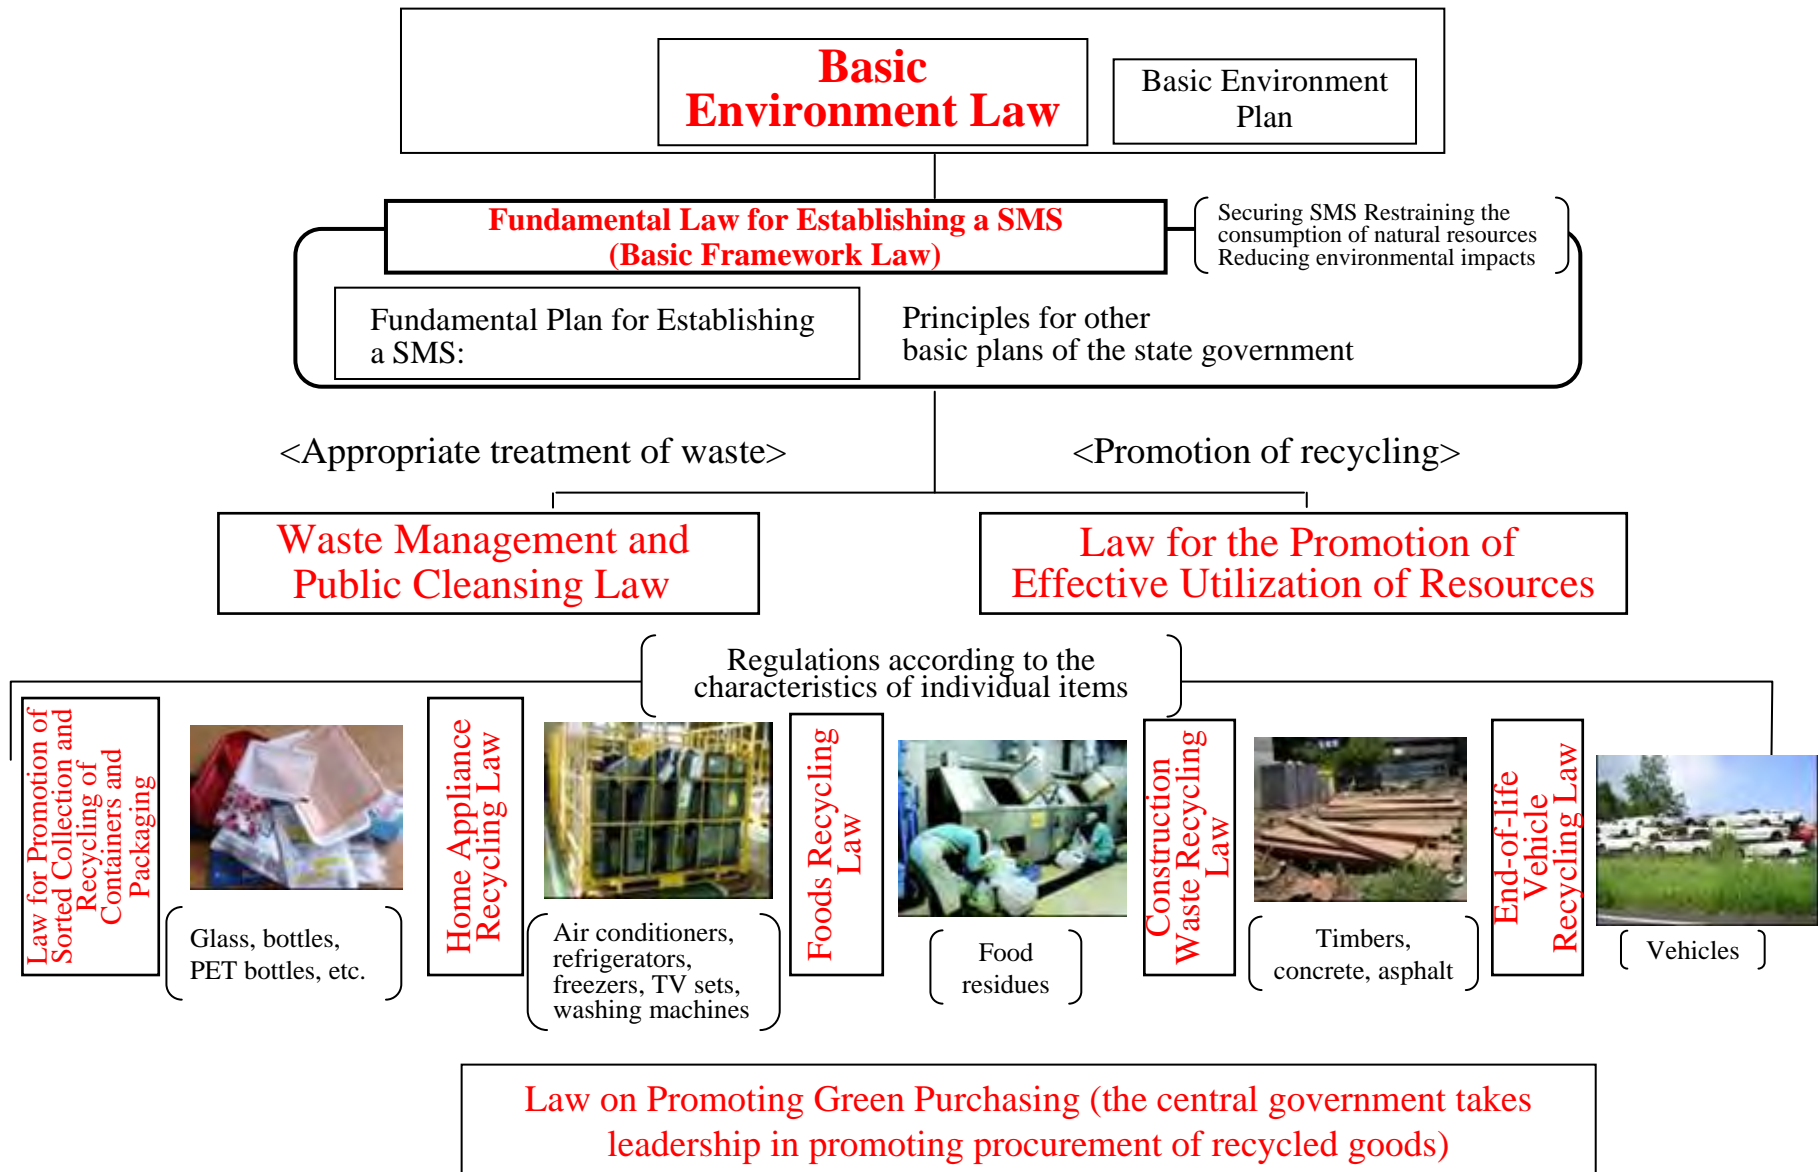 Basic
Environment Law
Basic Environment
Plan
Fundamental Law for Establishing a SMS
(Basic Framework Law)
Securing SMS Restraining the
consumption of natural resources
Reducing environmental impacts
Fundamental Plan for Establishing
a SMS:
Principles for other
basic plans of the state government
<Appropriate treatment of waste>
<Promotion of recycling>
Waste Management and
Public Cleansing Law
Law for the Promotion of
Effective Utilization of Resources
Regulations according to the
characteristics of individual items
Law for Promotion of
Sorted Collection and
Recycling of
Containers and
Packaging
Glass, bottles,
PET bottles, etc.
Home Appliance
Recycling Law
Air conditioners,
refrigerators,
freezers, TV sets,
washing machines
Foods Recycling
Law
Food
residues
Construction
Waste Recycling
Law
Timbers,
concrete, asphalt
End-of-life
Vehicle
Recycling Law
Vehicles
Law on Promoting Green Purchasing (the central government takes
leadership in promoting procurement of recycled goods)